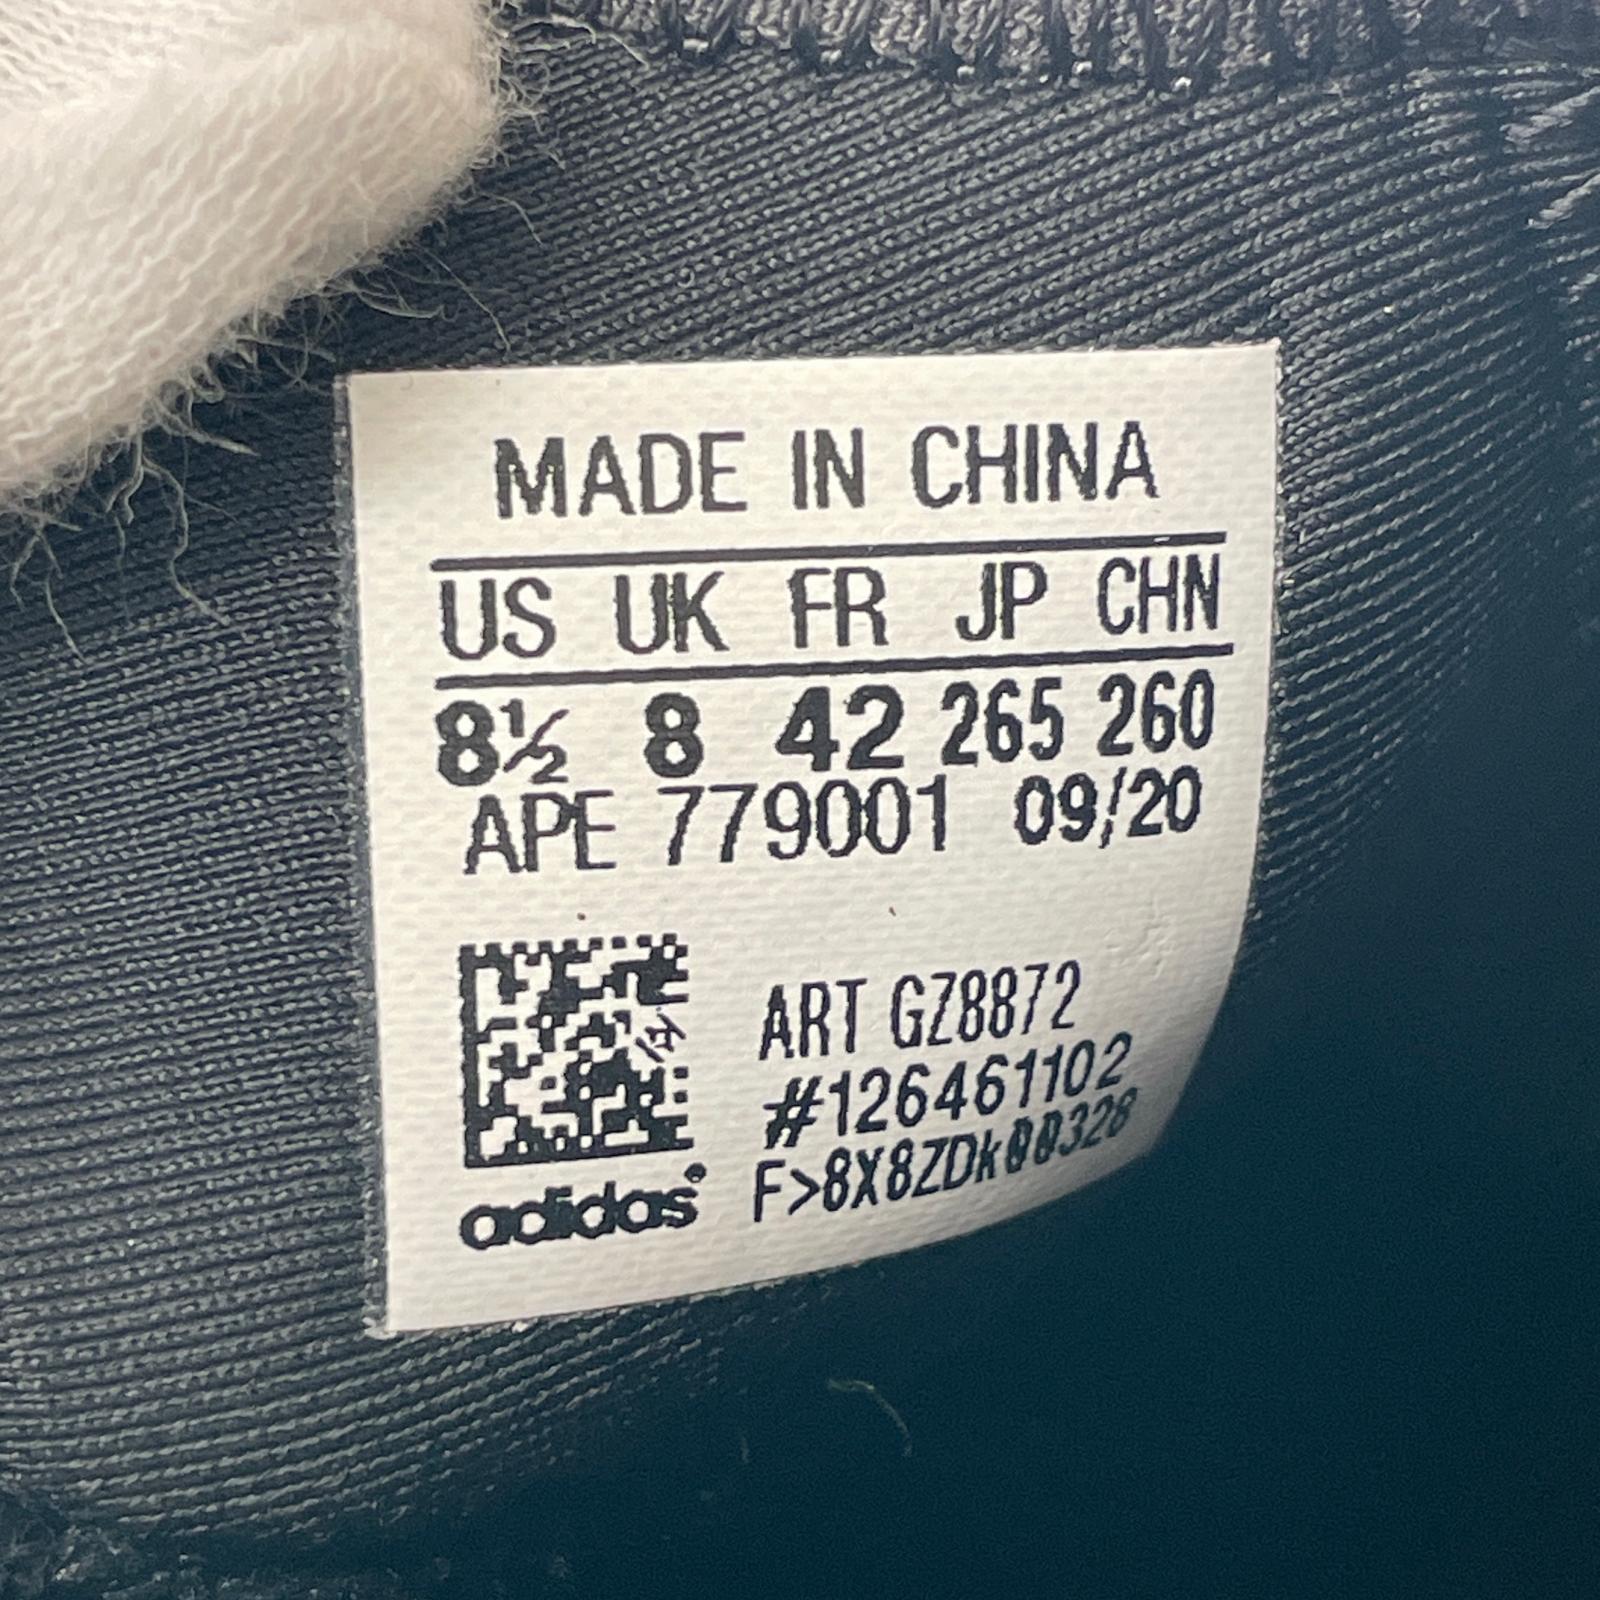 MADE IN CHINA
US UK FR JP CHN
8½ 8 42 265 260
APE 779001 09/20
ART GZ8872
#126461102
F>8X8ZDk00328
adidas